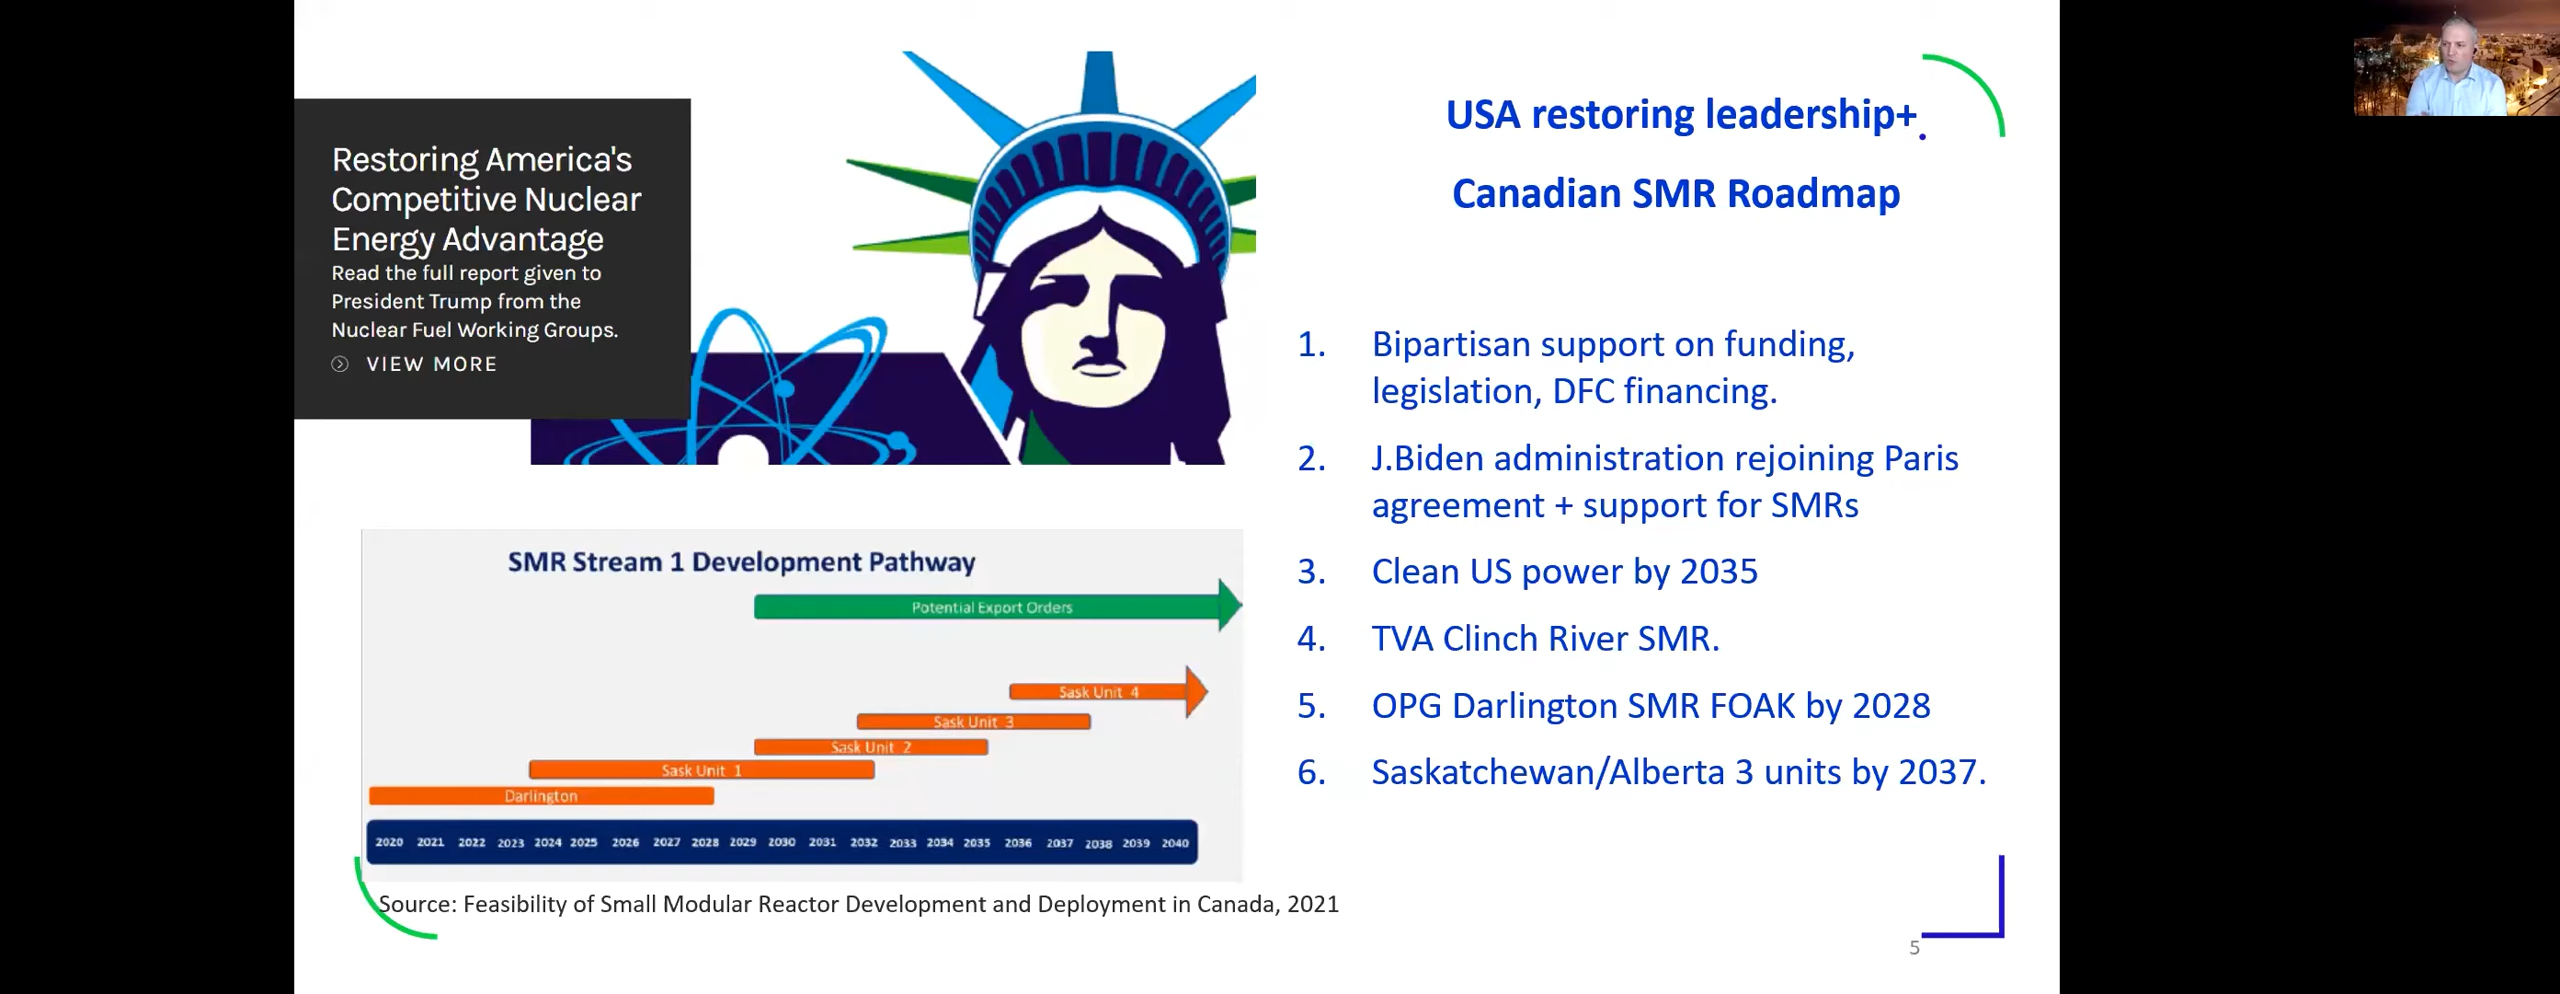 Restoring America's
Competitive Nuclear
Energy Advantage
Read the full report given to
President Trump from the
Nuclear Fuel Working Groups.
VIEW MORE
USA restoring leadership+.
Canadian SMR Roadmap
1. Bipartisan support on funding,
legislation, DFC financing.
2. J.Biden administration rejoining Paris
agreement + support for SMRs
3. Clean US power by 2035
4. TVA Clinch River SMR.
5. OPG Darlington SMR FOAK by 2028
6. Saskatchewan/Alberta 3 units by 2037.
SMR Stream 1 Development Pathway
Potential Export Orders
Sask Unit 4
Sask Unit 3
Sask Unit 2
Sask Unit 1
Darlington
2020 2021 2022 2023 2024 2025 2026 2027 2028 2029 2030 2031 2032 2033 2034 2035 2036 2037 2038 2039 2040
Source: Feasibility of Small Modular Reactor Development and Deployment in Canada, 2021
5